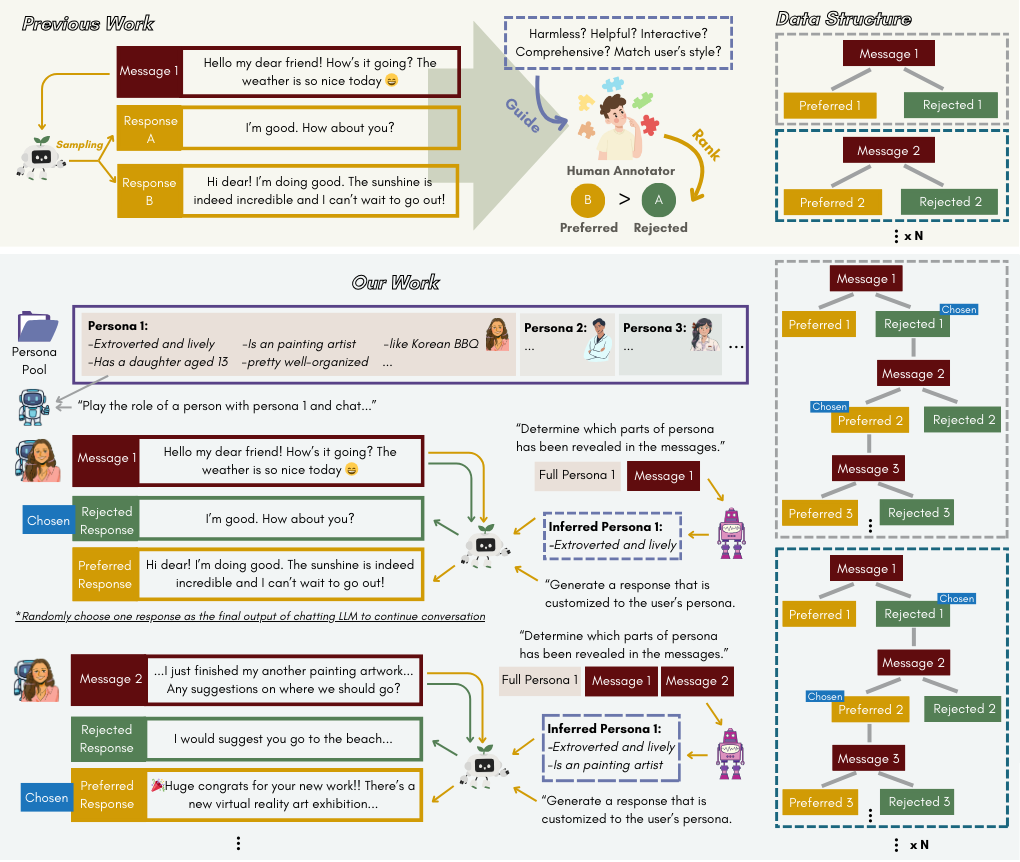 Previous Work
Message 1
Hello my dear friend! How's it going? The
weather is so nice today 😄
Sampling
Response
A
I'm good. How about you?
Response
B
Hi dear! I'm doing good. The sunshine is
indeed incredible and I can't wait to go out!
Harmless? Helpful? Interactive?
Comprehensive? Match user's style?
Guide
Rank
Human Annotator
B > A
Preferred Rejected
Data Structure
Message 1
Preferred 1 Rejected 1
Message 2
Preferred 2 Rejected 2
⋮ x N
Our Work
Persona
Pool
Persona 1:
-Extroverted and lively -Is an painting artist -like Korean BBQ
-Has a daughter aged 13 -pretty well-organized ...
Persona 2:
...
Persona 3:
...
...
"Play the role of a person with persona 1 and chat..."
Message 1
Hello my dear friend! How's it going? The
weather is so nice today 😄
Chosen
Rejected
Response
I'm good. How about you?
Preferred
Response
Hi dear! I'm doing good. The sunshine is indeed
incredible and I can't wait to go out!
"Determine which parts of persona
has been revealed in the messages."
Full Persona 1 Message 1
Inferred Persona 1:
-Extroverted and lively
"Generate a response that is
customized to the user's persona.
*Randomly choose one response as the final output of chatting LLM to continue conversation
Message 2
...I just finished my another painting artwork...
Any suggestions on where we should go?
Rejected
Response
I would suggest you go to the beach...
Chosen
Preferred
Response
🎉Huge congrats for your new work!! There's a
new virtual reality art exhibition...
⋮
"Determine which parts of persona
has been revealed in the messages."
Full Persona 1 Message 1 Message 2
Inferred Persona 1:
-Extroverted and lively
-Is an painting artist
"Generate a response that is
customized to the user's persona.
Message 1
Chosen
Preferred 1 Rejected 1
Message 2
Chosen
Preferred 2 Rejected 2
Message 3
Preferred 3 Rejected 3
⋮
Message 1
Chosen
Preferred 1 Rejected 1
Message 2
Chosen
Preferred 2 Rejected 2
Message 3
Preferred 3 Rejected 3
⋮
⋮ x N